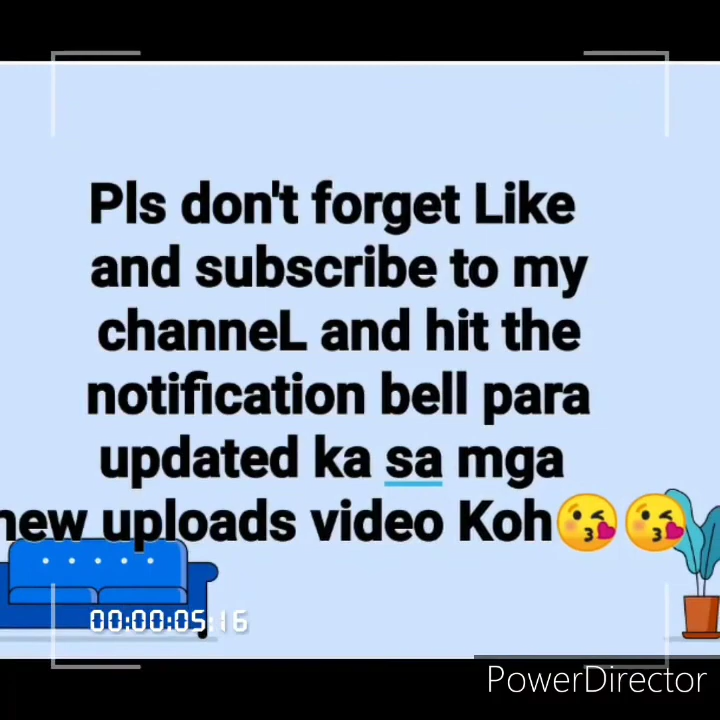 Pls don't forget Like
and subscribe to my
channeL and hit the
notification bell para
updated ka sa mga
new uploads video Koh😘😘
00:00:05:16
PowerDirector